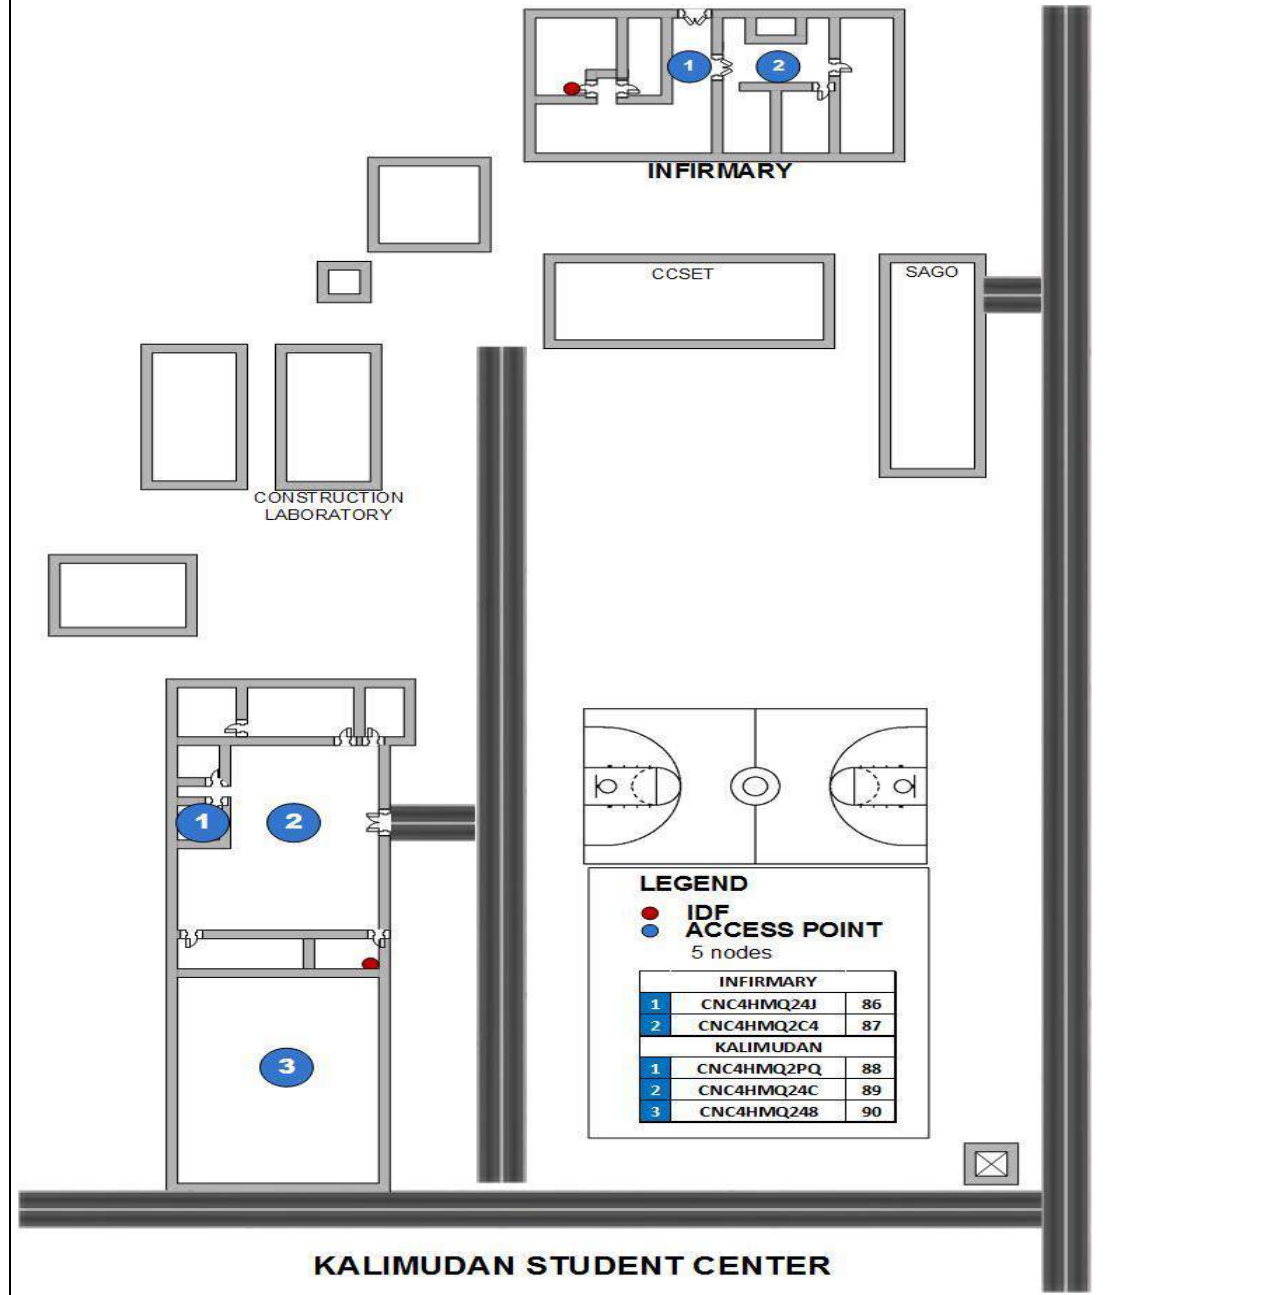 1 2
INFIRMARY
CCSET
SAGO
CONSTRUCTION
LABORATORY
1 2
3
LEGEND
IDF
ACCESS POINT
5 nodes
INFIRMARY
1 CNC4HMQ24J 86
2 CNC4HMQ2C4 87
KALIMUDAN
1 CNC4HMQ2PQ 88
2 CNC4HMQ24C 89
3 CNC4HMQ248 90
KALIMUDAN STUDENT CENTER